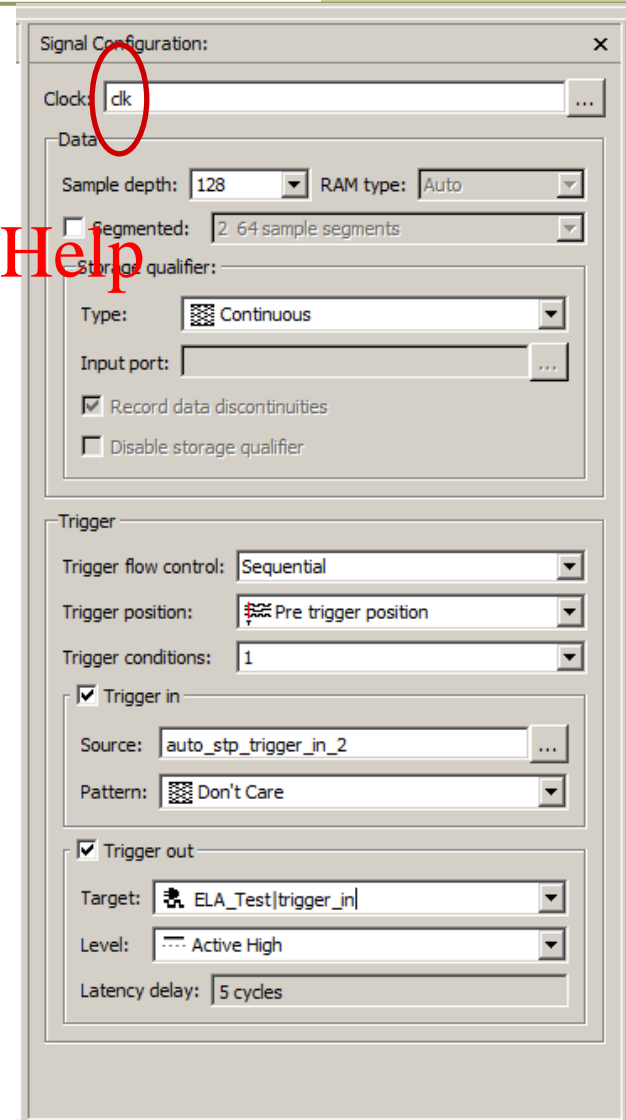 Signal Configuration: x
Clock: clk ...
Data
Sample depth: 128 RAM type: Auto
Segmented: 2 64 sample segments
Help
Storage qualifier:
Type: Continuous
Input port: ...
Record data discontinuities
Disable storage qualifier
Trigger
Trigger flow control: Sequential
Trigger position: Pre trigger position
Trigger conditions: 1
Trigger in
Source: auto_stp_trigger_in_2 ...
Pattern: Don't Care
Trigger out
Target: ELA_Test|trigger_in
Level: Active High
Latency delay: 5 cycles